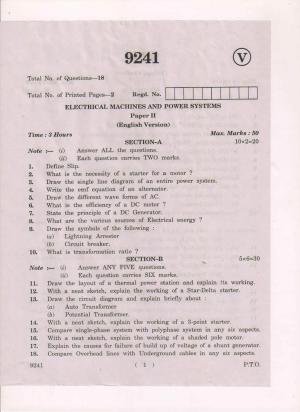 9241
V
Total No. of Questions—18
Total No. of Printed Pages—2 Regd. No.
ELECTRICAL MACHINES AND POWER SYSTEMS
Paper II
(English Version)
Time : 3 Hours Max. Marks : 50
SECTION-A 10×2=20
Note :— (i) Answer ALL the questions.
(ii) Each question carries TWO marks.
1. Define Slip.
2. What is the necessity of a starter for a motor ?
3. Draw the single line diagram of an entire power system.
4. Write the emf equation of an alternator.
5. Draw the different wave forms of AC.
6. What is the efficiency of a DC motor ?
7. State the principle of a DC Generator.
8. What are the various sources of Electrical energy ?
9. Draw the symbols of the following :
(a) Lightning Arrester
(b) Circuit breaker.
10. What is transformation ratio ?
SECTION-B 5×6=30
Note :— (i) Answer ANY FIVE questions.
(ii) Each question carries SIX marks.
11. Draw the layout of a thermal power station and explain its working.
12. With a neat sketch, explain the working of a Star-Delta starter.
13. Draw the circuit diagram and explain briefly about :
(a) Auto Transformer
(b) Potential Transformer.
14. With a neat sketch, explain the working of a 3-point starter.
15. Compare single-phase system with polyphase system in any six aspects.
16. With a neat sketch, explain the working of a shaded pole motor.
17. Explain the causes for failure of build up of voltage of a shunt generator.
18. Compare Overhead lines with Underground cables in any six aspects.
9241 ( 1 ) P.T.O.